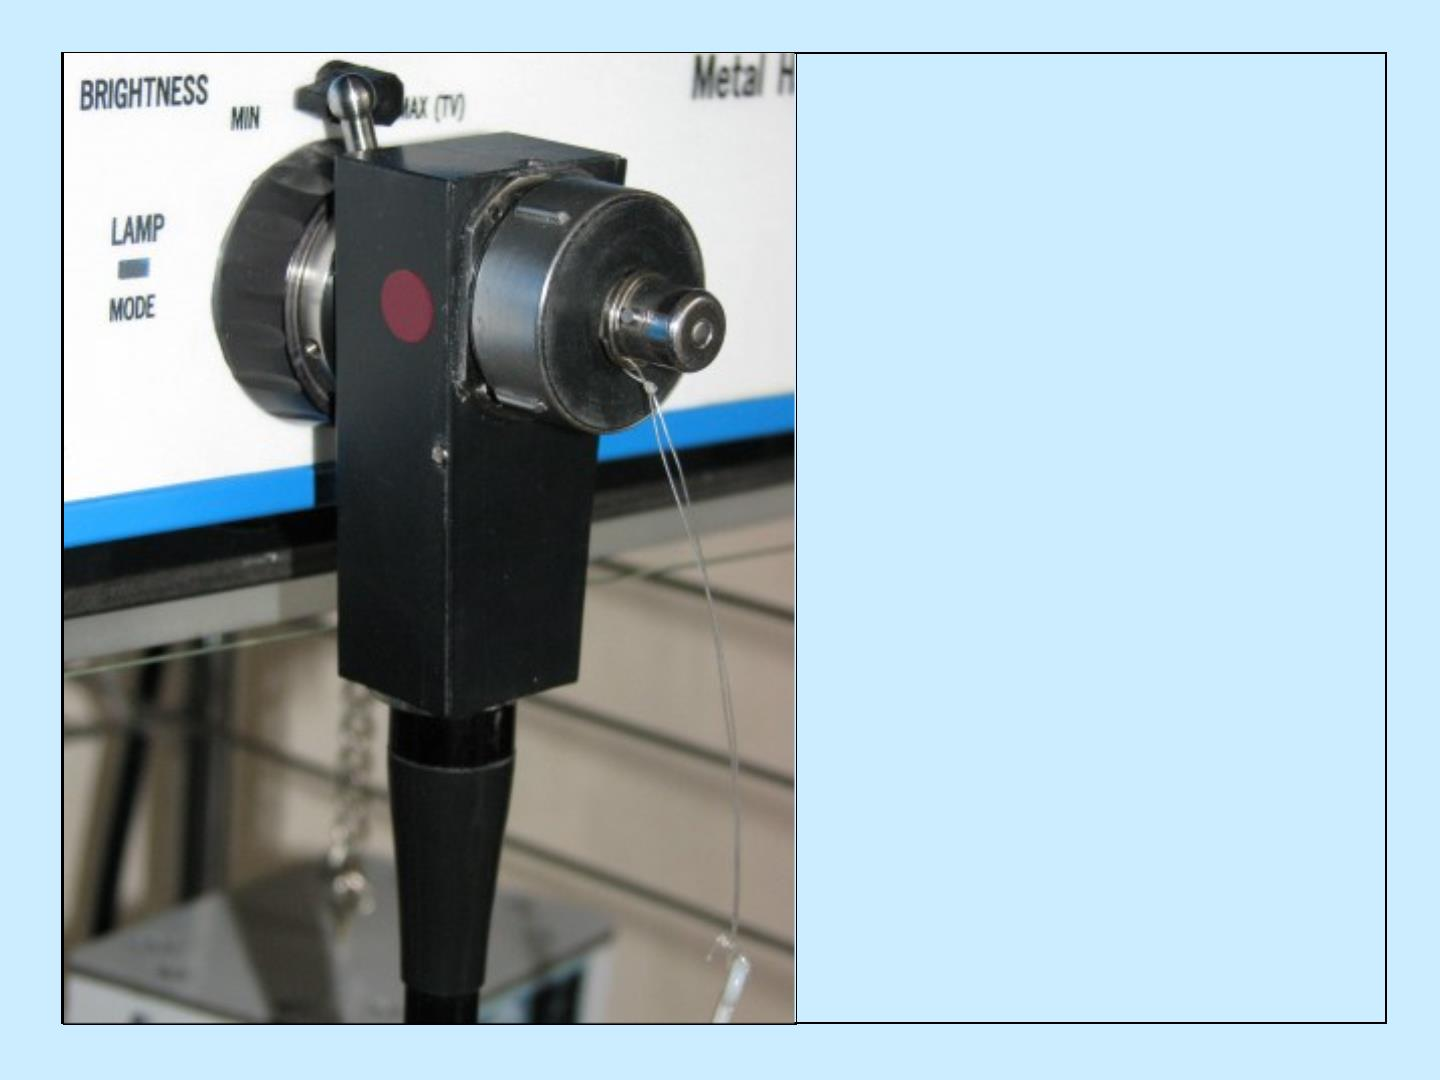 BRIGHTNESS
MIN
MAX (TV)
Metal H
LAMP
MODE